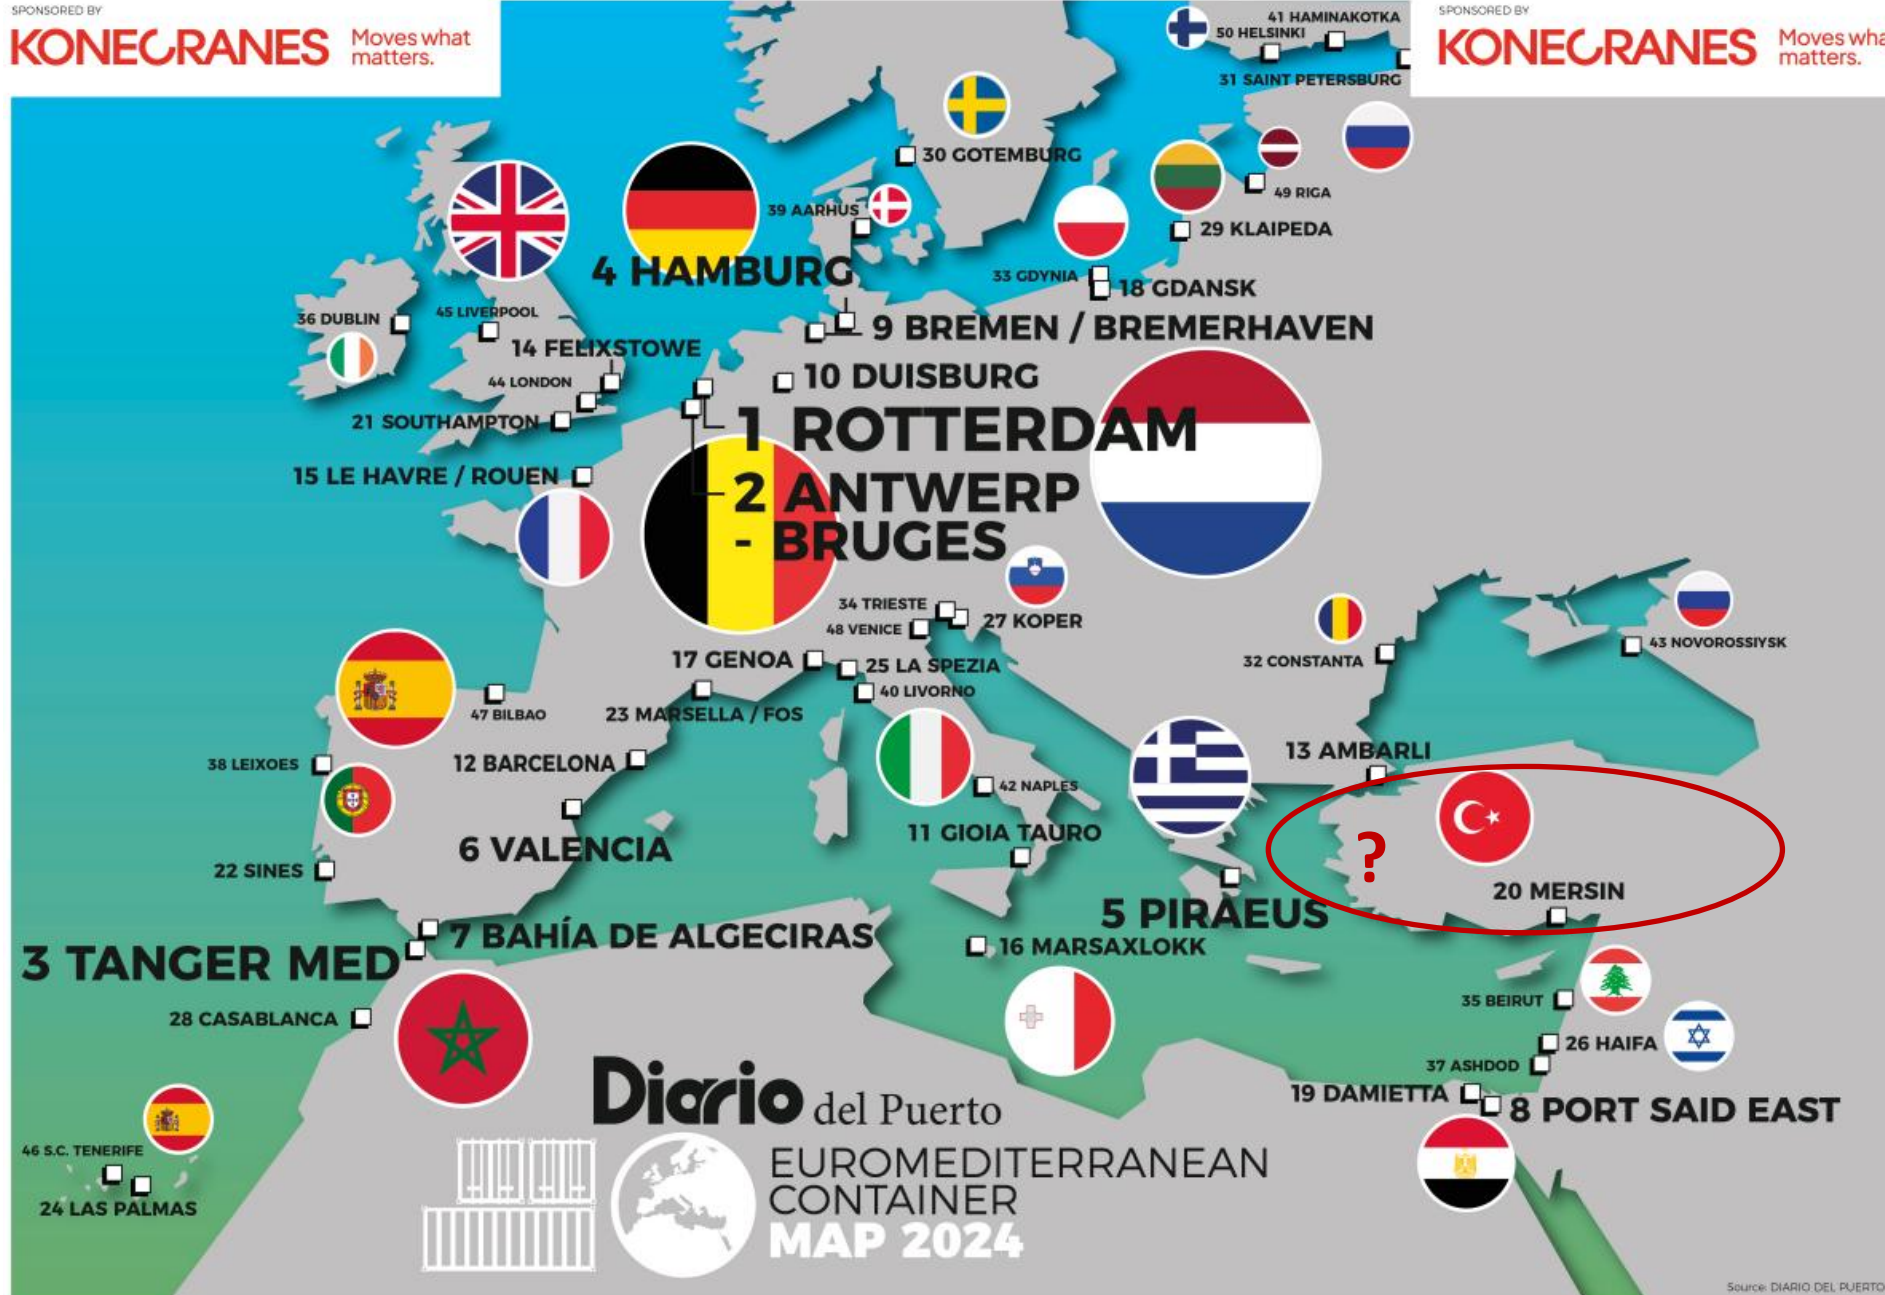 SPONSORED BY
KONECRANES
Moves what
matters.
SPONSORED BY
KONECRANES
Moves wha
matters.
41 HAMINAKOTKA
50 HELSINKI
31 SAINT PETERSBURG
30 GOTEMBURG
49 RIGA
39 AARHUS
29 KLAIPEDA
4 HAMBURG
33 GDYNIA
18 GDANSK
36 DUBLIN
45 LIVERPOOL
9 BREMEN / BREMERHAVEN
14 FELIXSTOWE
44 LONDON
10 DUISBURG
21 SOUTHAMPTON
1 ROTTERDAM
15 LE HAVRE / ROUEN
2 ANTWERP
- BRUGES
34 TRIESTE
27 KOPER
48 VENICE
43 NOVOROSSIYSK
17 GENOA
25 LA SPEZIA
32 CONSTANTA
40 LIVORNO
47 BILBAO
23 MARSELLA / FOS
13 AMBARLI
38 LEIXOES
12 BARCELONA
42 NAPLES
11 GIOIA TAURO
6 VALENCIA
?
22 SINES
20 MERSIN
5 PIRAEUS
7 BAHÍA DE ALGECIRAS
16 MARSAXLOKK
3 TANGER MED
35 BEIRUT
28 CASABLANCA
26 HAIFA
37 ASHDOD
19 DAMIETTA
8 PORT SAID EAST
Diario del Puerto
46 S.C. TENERIFE
24 LAS PALMAS
EUROMEDITERRANEAN
CONTAINER
MAP 2024
Source: DIARIO DEL PUERTO